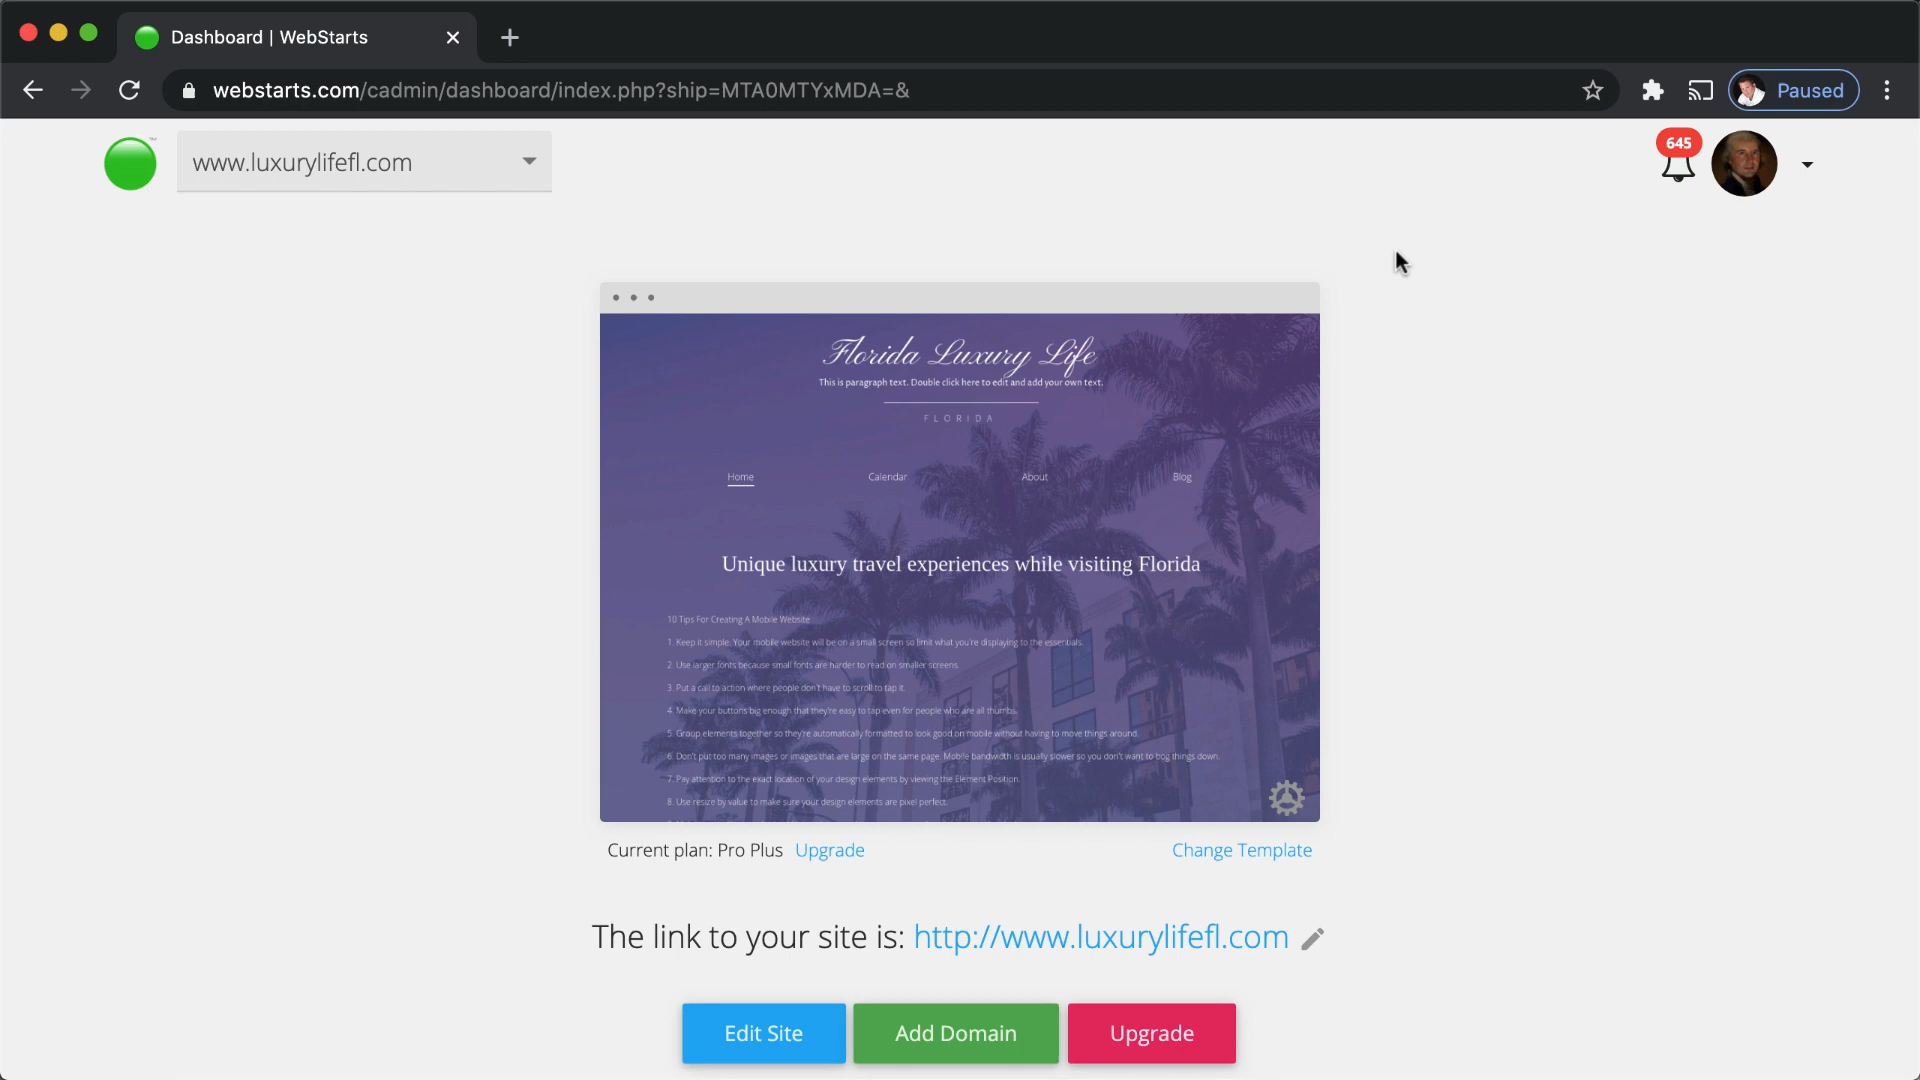 Dashboard | WebStarts
webstarts.com/cadmin/dashboard/index.php?ship=MTA0MTYxMDA=&
Paused
www.luxurylifefl.com
645
Florida Luxury Life
This is paragraph text. Double click here to edit and add your own text.
FLORIDA
Home Calendar About Blog
Unique luxury travel experiences while visiting Florida
10 Tips For Creating A Mobile Website
1. Keep it simple. Your mobile website will be on a small screen so limit what you're displaying to the essentials.
2. Use larger fonts because small fonts are harder to read on smaller screens.
3. Put a call to action where people don't have to scroll to tap it.
4. Make your buttons big enough that they're easy to tap even for people who are all thumbs.
5. Group elements together so they're automatically formatted to look good on mobile without having to move things around.
6. Don't put too many images or images that are large on the same page. Mobile bandwidth is usually slower so you don't want to bog things down.
7. Pay attention to the exact location of your design elements by viewing the Element Position.
8. Use resize by value to make sure your design elements are pixel perfect.
Current plan: Pro Plus Upgrade Change Template
The link to your site is: http://www.luxurylifefl.com
Edit Site Add Domain Upgrade